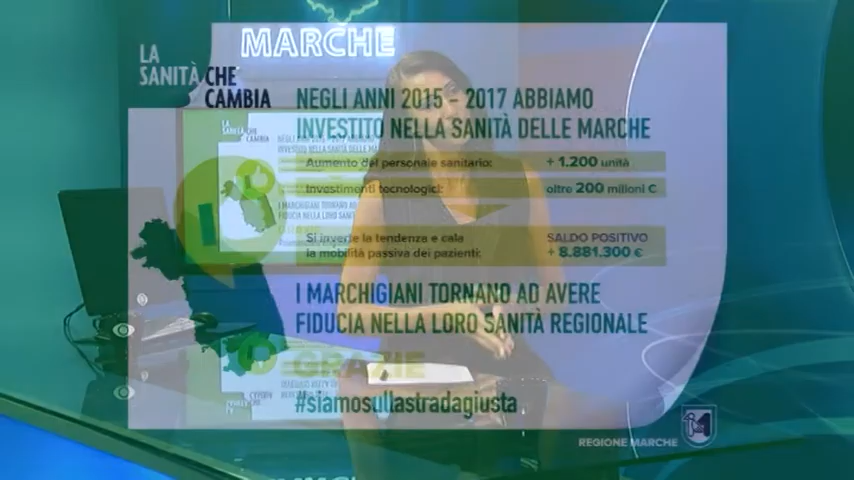 MARCHE
LA
SANITÀ CHE
CAMBIA
NEGLI ANNI 2015 - 2017 ABBIAMO
INVESTITO NELLA SANITÀ DELLE MARCHE
Aumento del personale sanitario: + 1.200 unità
Investimenti tecnologici: oltre 200 milioni €
Si inverte la tendenza e cala SALDO POSITIVO
la mobilità passiva dei pazienti: + 8.881.300 €
I MARCHIGIANI TORNANO AD AVERE
FIDUCIA NELLA LORO SANITÀ REGIONALE
GRAZIE
#siamosullastradagiusta
REGIONE MARCHE